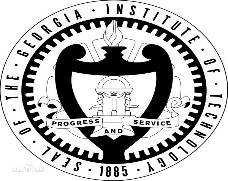 SEAL OF THE GEORGIA INSTITUTE OF TECHNOLOGY
PROGRESS AND SERVICE
1885